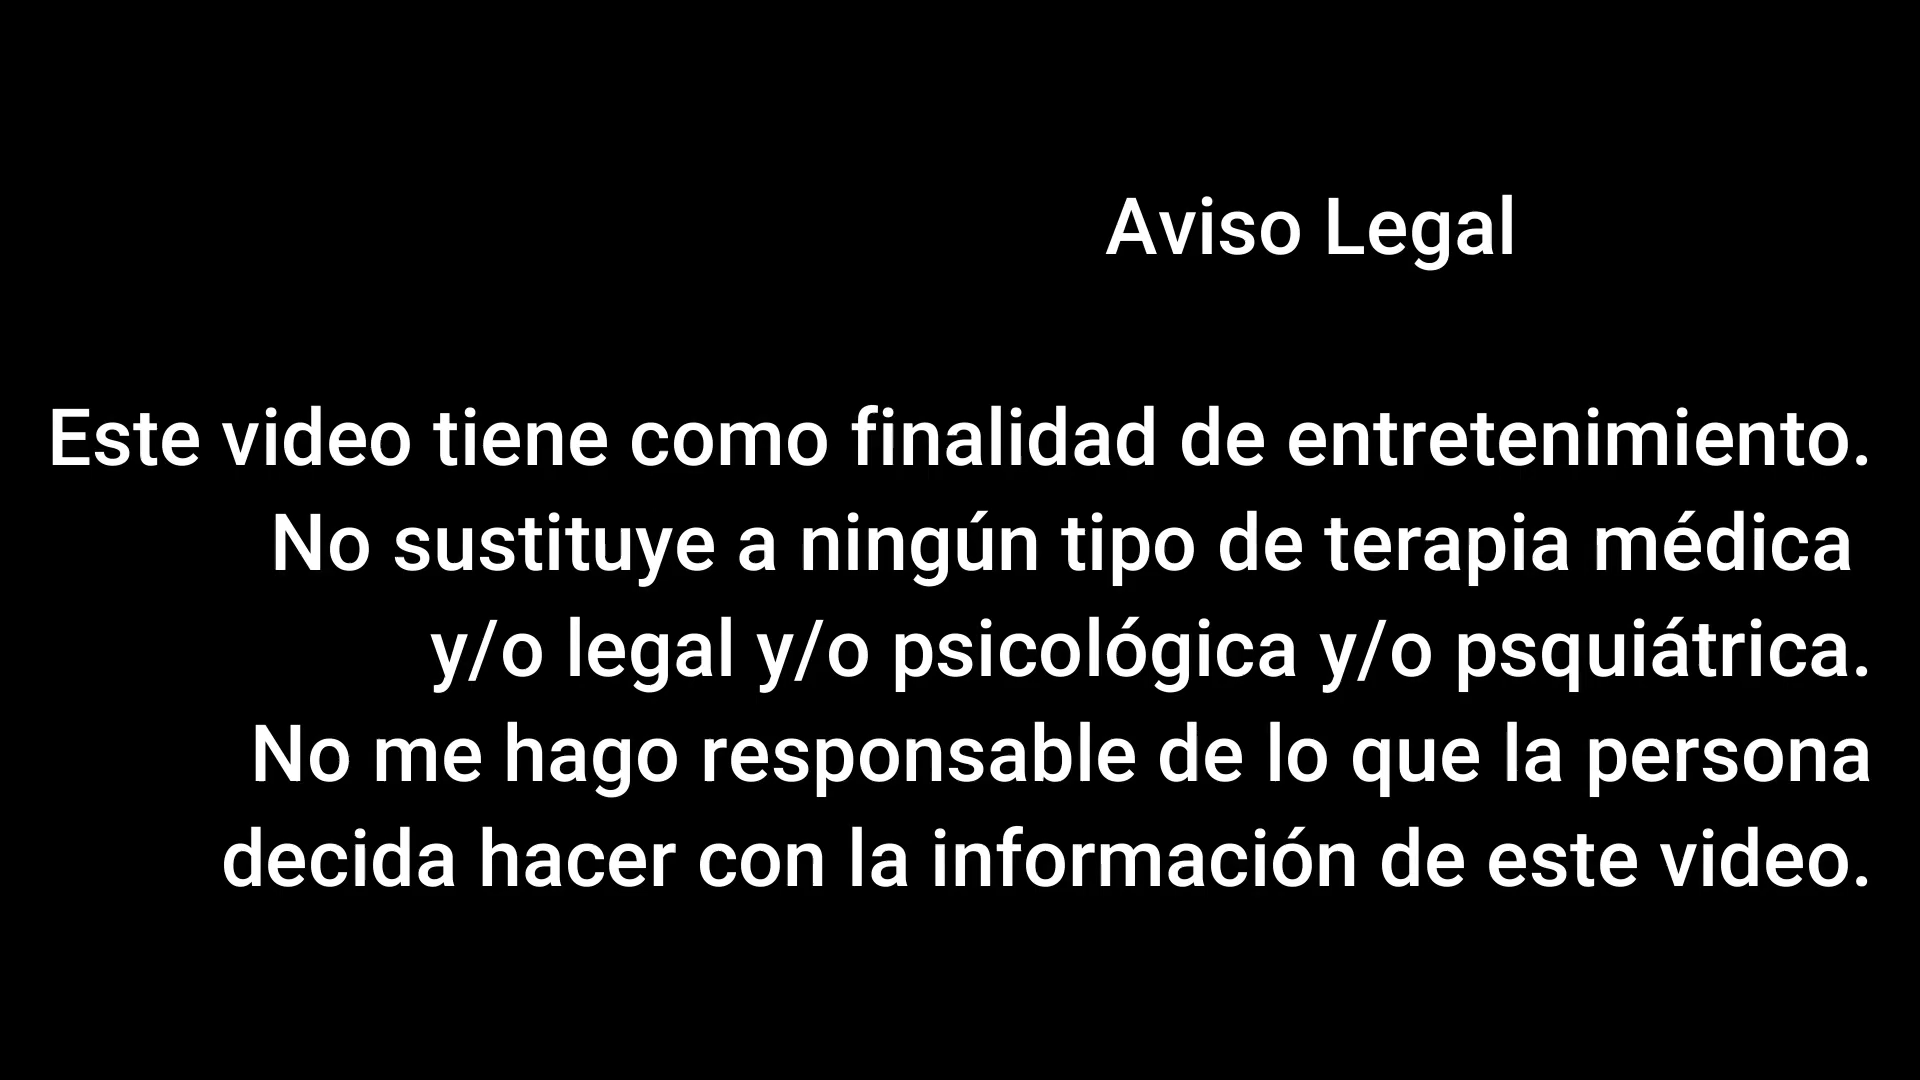 Aviso Legal
Este video tiene como finalidad de entretenimiento.
No sustituye a ningún tipo de terapia médica
y/o legal y/o psicológica y/o psquiátrica.
No me hago responsable de lo que la persona
decida hacer con la información de este video.